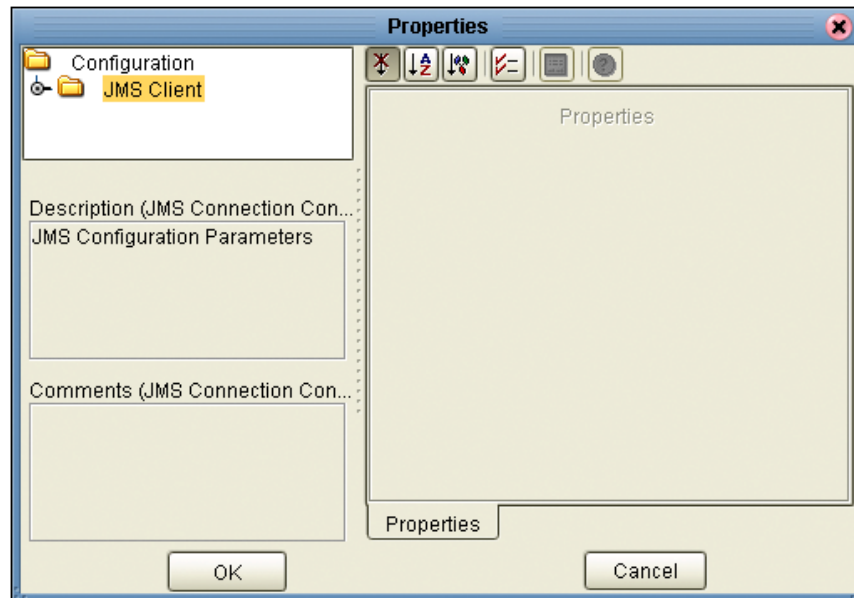 Properties
Configuration
JMS Client
Description (JMS Connection Con...
JMS Configuration Parameters
Comments (JMS Connection Con...
Properties
Properties
OK
Cancel